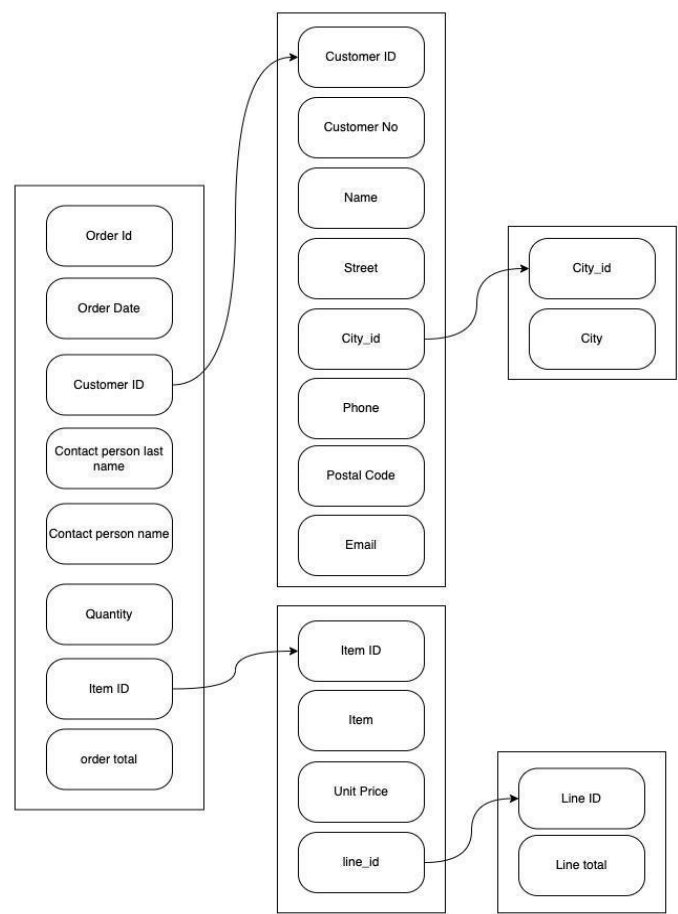 Order Id
Order Date
Customer ID
Contact person last
name
Contact person name
Quantity
Item ID
order total
Customer ID
Customer No
Name
Street
City_id
Phone
Postal Code
Email
City_id
City
Item ID
Item
Unit Price
line_id
Line ID
Line total